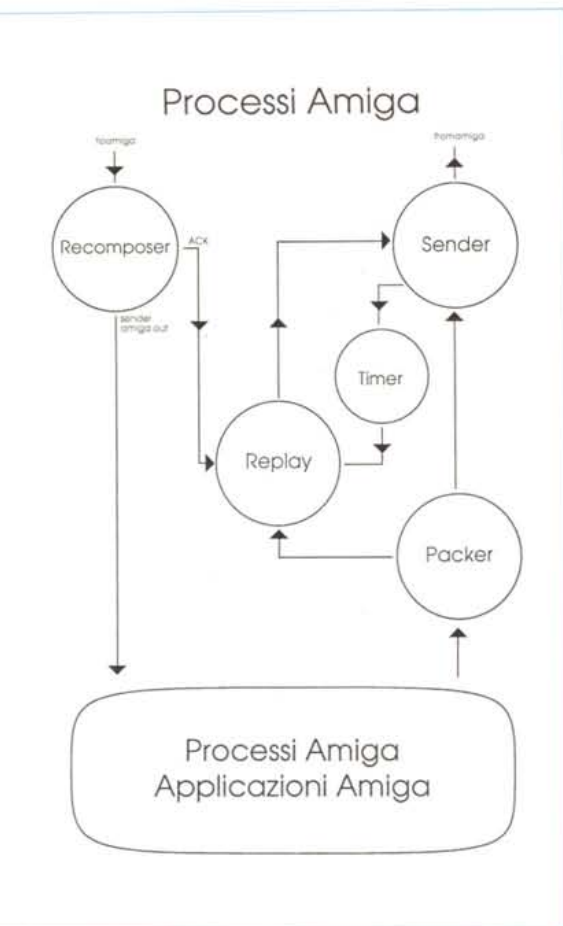 Processi Amiga
toamiga
fromamiga
Recomposer
ACK
Sender
sender
amiga out
Timer
Replay
Packer
Processi Amiga
Applicazioni Amiga